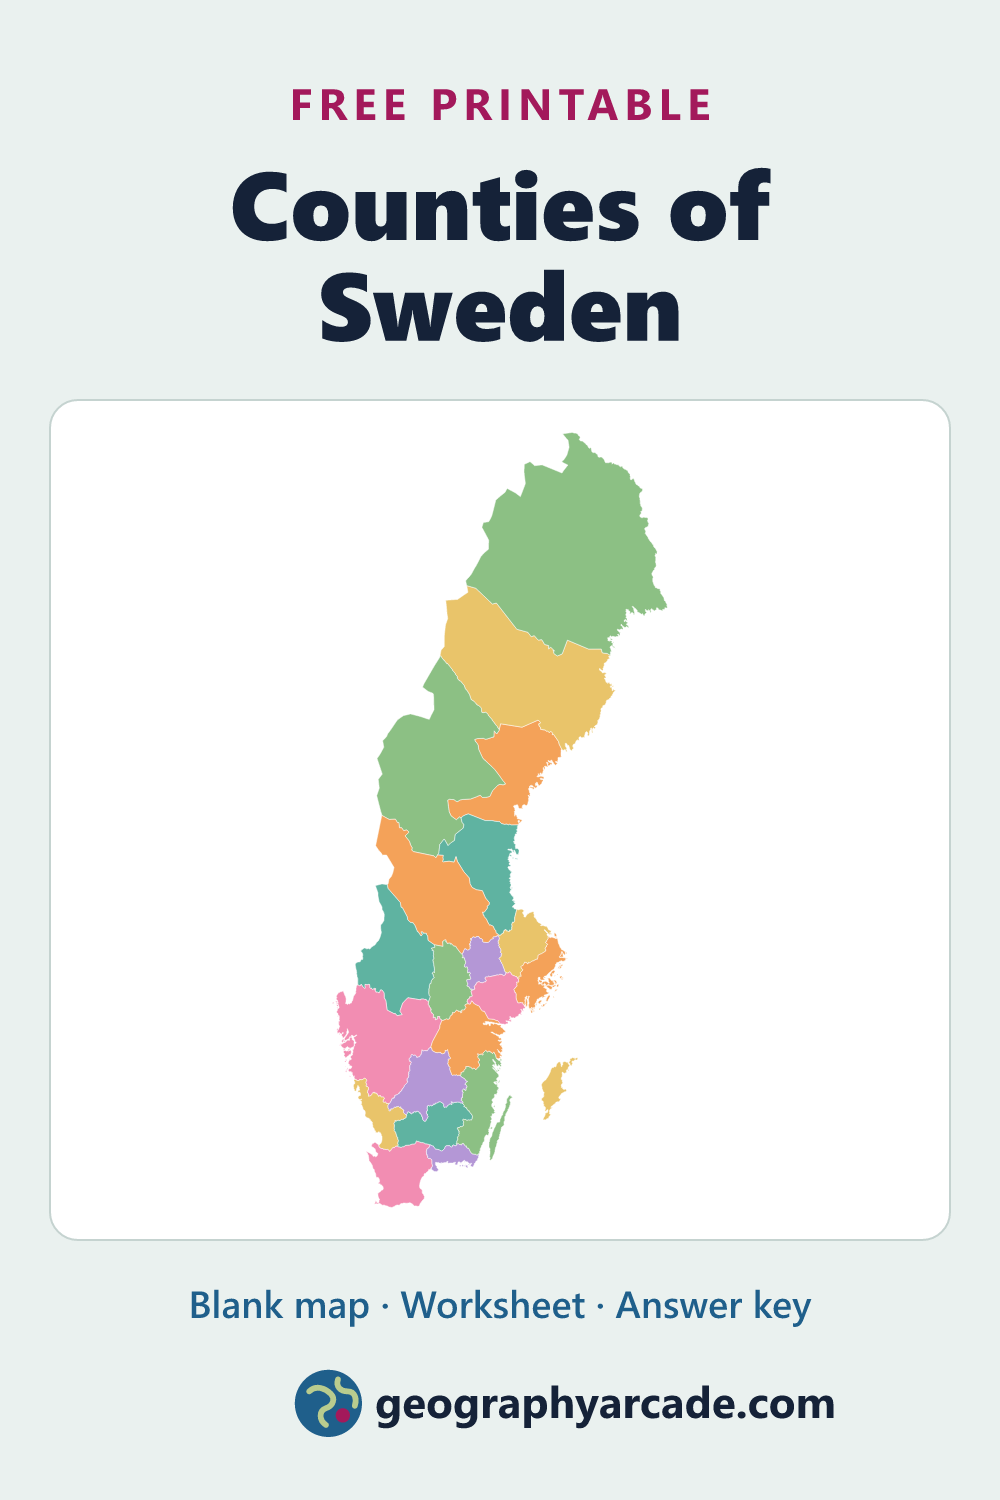 FREE PRINTABLE
Counties of
Sweden
Blank map · Worksheet · Answer key
geographyarcade.com